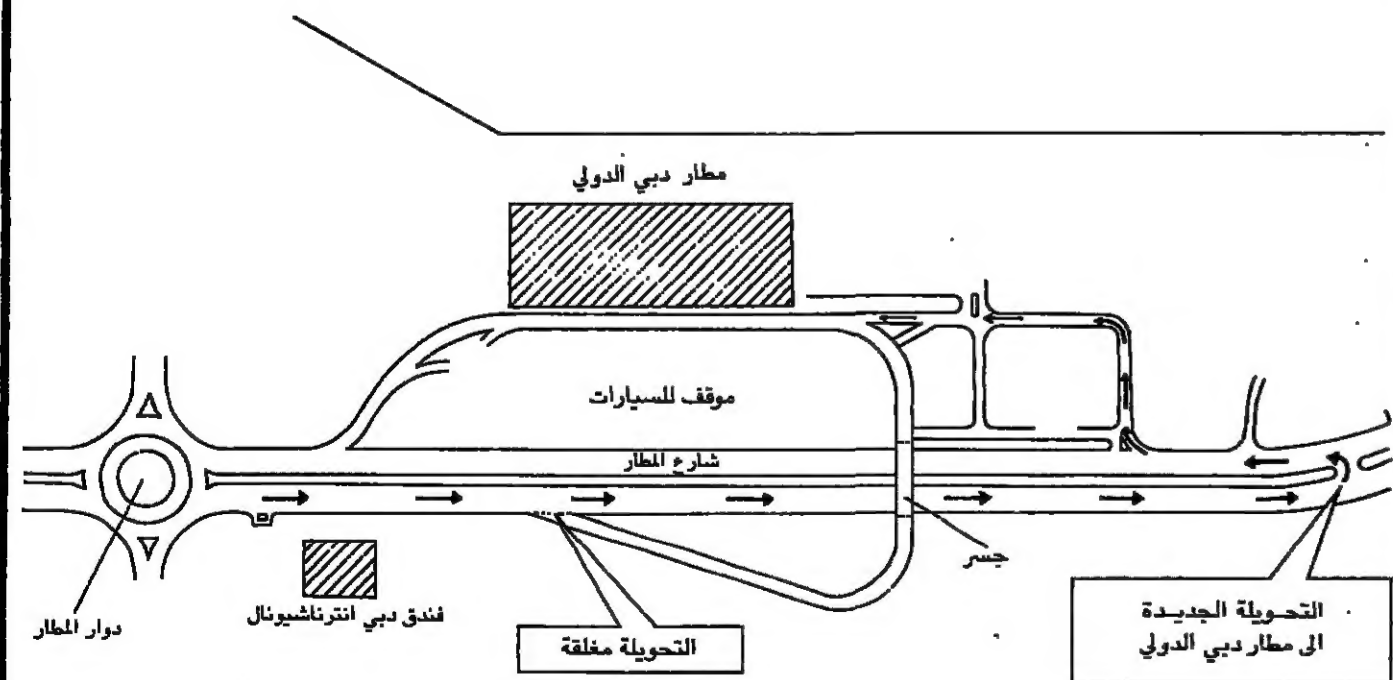 مطار دبي الدولي
موقف للسيارات
شارع المطار
جسر
دوار المطار
فندق دبي انترناشيونال
التحويلة مغلقة
التحويلة الجديدة
الى مطار دبي الدولي